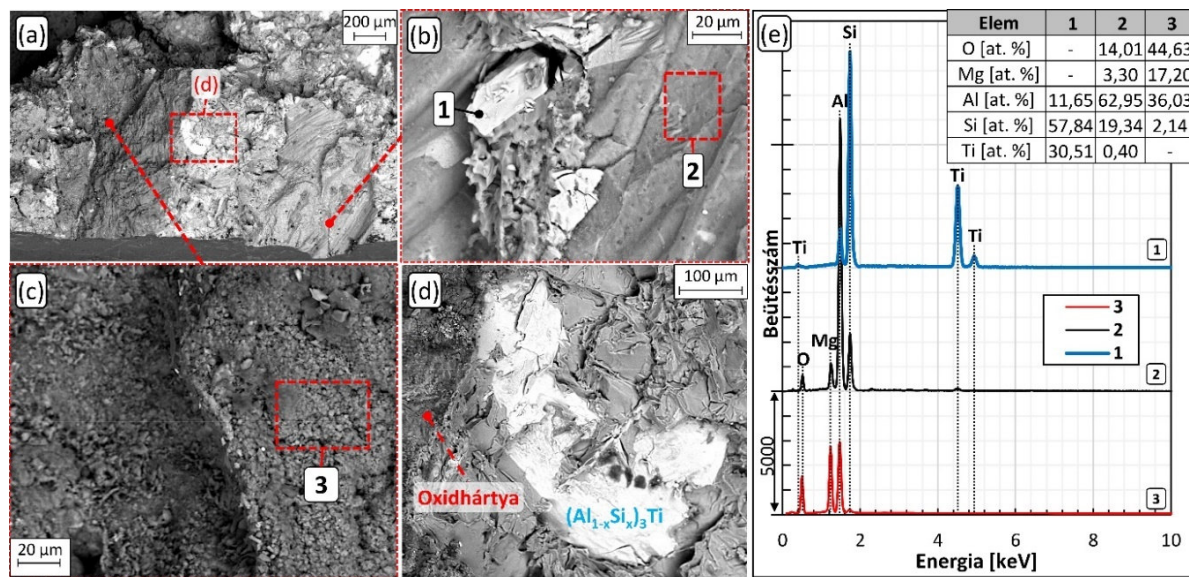 (a)
200 µm
(d)
(b)
20 µm
1
2
(c)
3
20 µm
(d)
100 µm
Oxidhártya
(Al1-xSix)3Ti
(e)
Elem 1 2 3
O [at. %] - 14,01 44,63
Mg [at. %] - 3,30 17,20
Al [at. %] 11,65 62,95 36,03
Si [at. %] 57,84 19,34 2,14
Ti [at. %] 30,51 0,40 -
Si
Al
Ti
Ti
Ti
1
3
2
1
Mg
O
2
5000
3
Beütésszám
0 2 4 6 8 10
Energia [keV]